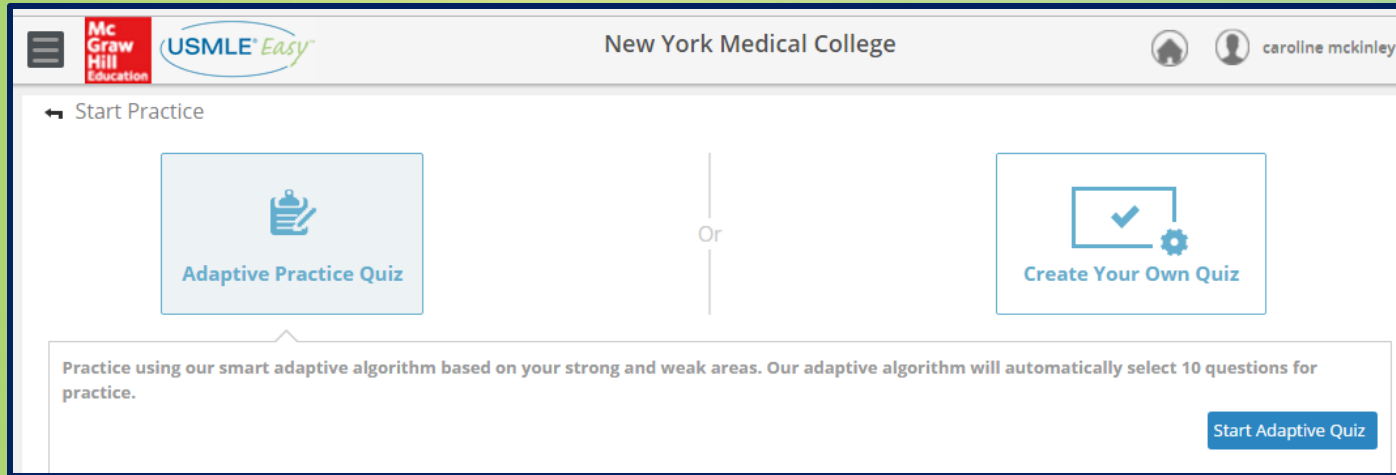 Mc
Graw
Hill
Education
USMLE® Easy™
New York Medical College
caroline mckinley
Start Practice
Adaptive Practice Quiz
Or
Create Your Own Quiz
Practice using our smart adaptive algorithm based on your strong and weak areas. Our adaptive algorithm will automatically select 10 questions for
practice.
Start Adaptive Quiz